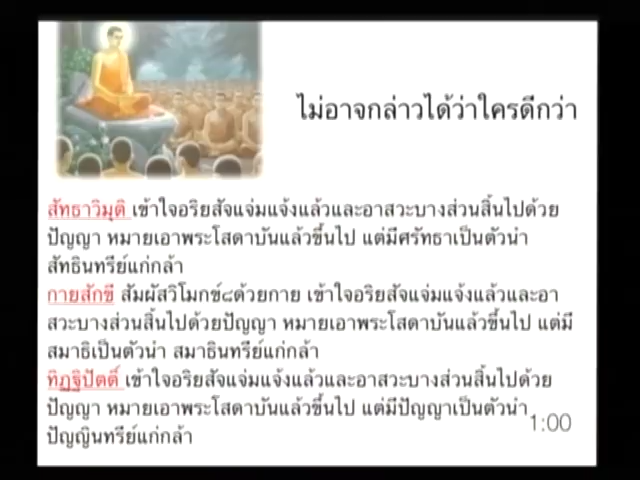 ไม่อาจกล่าวได้ว่าใครดีกว่า
สัทธาวิมุติ เข้าใจอริยสัจแจ่มแจ้งแล้วและอาสวะบางส่วนสิ้นไปด้วย
ปัญญา หมายเอาพระโสดาบันแล้วขึ้นไป แต่มีศรัทธาเป็นตัวนำ
สัทธินทรีย์แก่กล้า
กายสักขี สัมผัสวิโมกข์๘ด้วยกาย เข้าใจอริยสัจแจ่มแจ้งแล้วและอา
สวะบางส่วนสิ้นไปด้วยปัญญา หมายเอาพระโสดาบันแล้วขึ้นไป แต่มี
สมาธิเป็นตัวนำ สมาธินทรีย์แก่กล้า
ทิฏฐิปัตติ์ เข้าใจอริยสัจแจ่มแจ้งแล้วและอาสวะบางส่วนสิ้นไปด้วย
ปัญญา หมายเอาพระโสดาบันแล้วขึ้นไป แต่มีปัญญาเป็นตัวนำ
ปัญญินทรีย์แก่กล้า
1:00